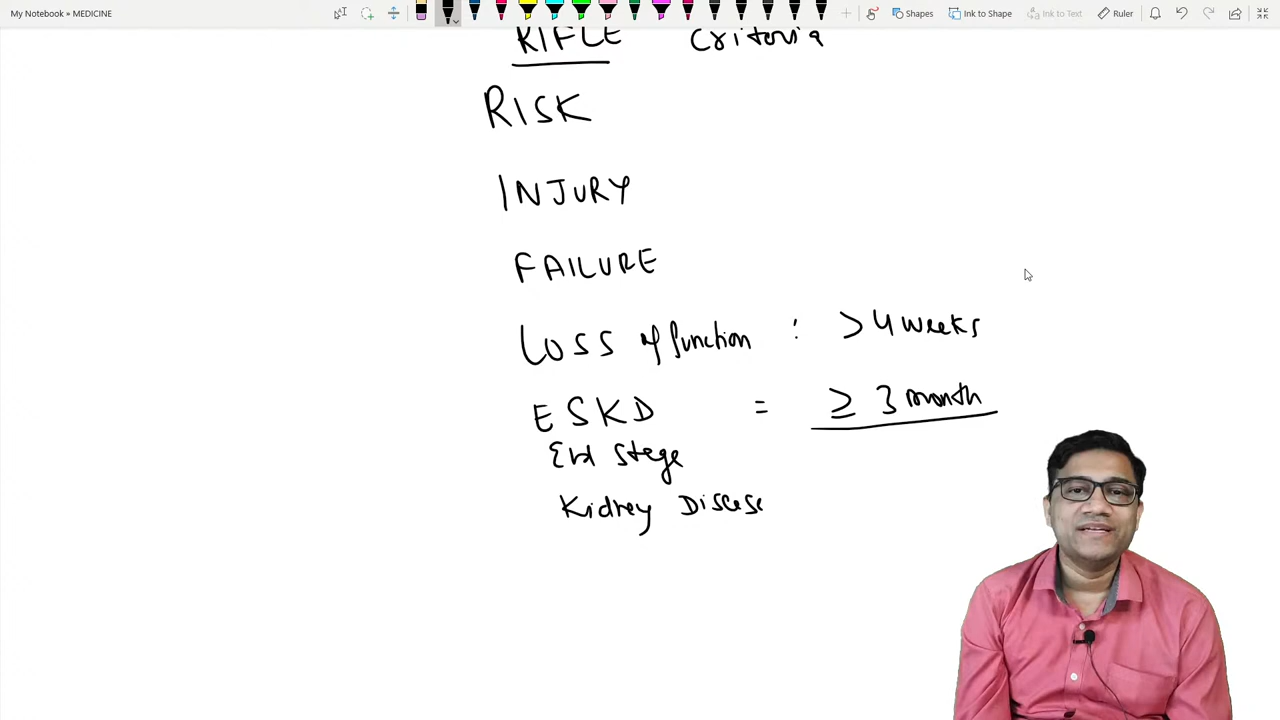 My Notebook » MEDICINE
Shapes Ink to Shape Ink to Text Ruler
RIFLE Criteria
RISK
INJURY
FAILURE
LOSS of function : >4 weeks
ESKD = ≥ 3 month
End Stage
Kidney Disease